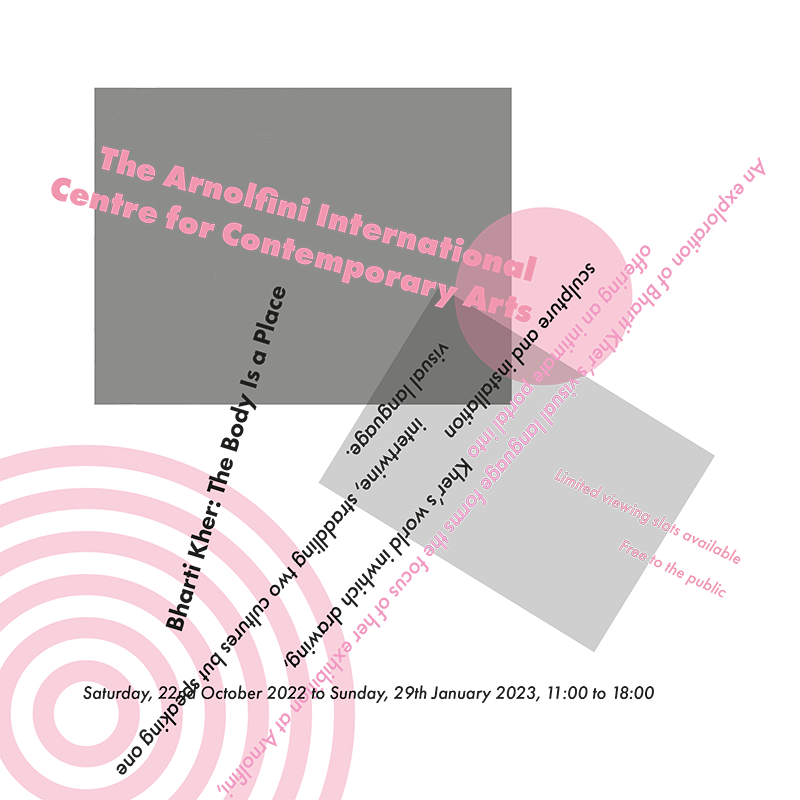 The Arnolfini International
Centre for Contemporary Arts
Bharti Kher: The Body Is a Place
An exploration of Bharit Kher's visual language forms the focus of her exhibition at Arnolfini,
offering an intimate portal into
Kher's world inwhich drawing,
sculpture and installation
intertwine, straddling two cultures but speaking one
visual language.
Limited viewing slots available
Free to the public
Saturday, 22nd October 2022 to Sunday, 29th January 2023, 11:00 to 18:00